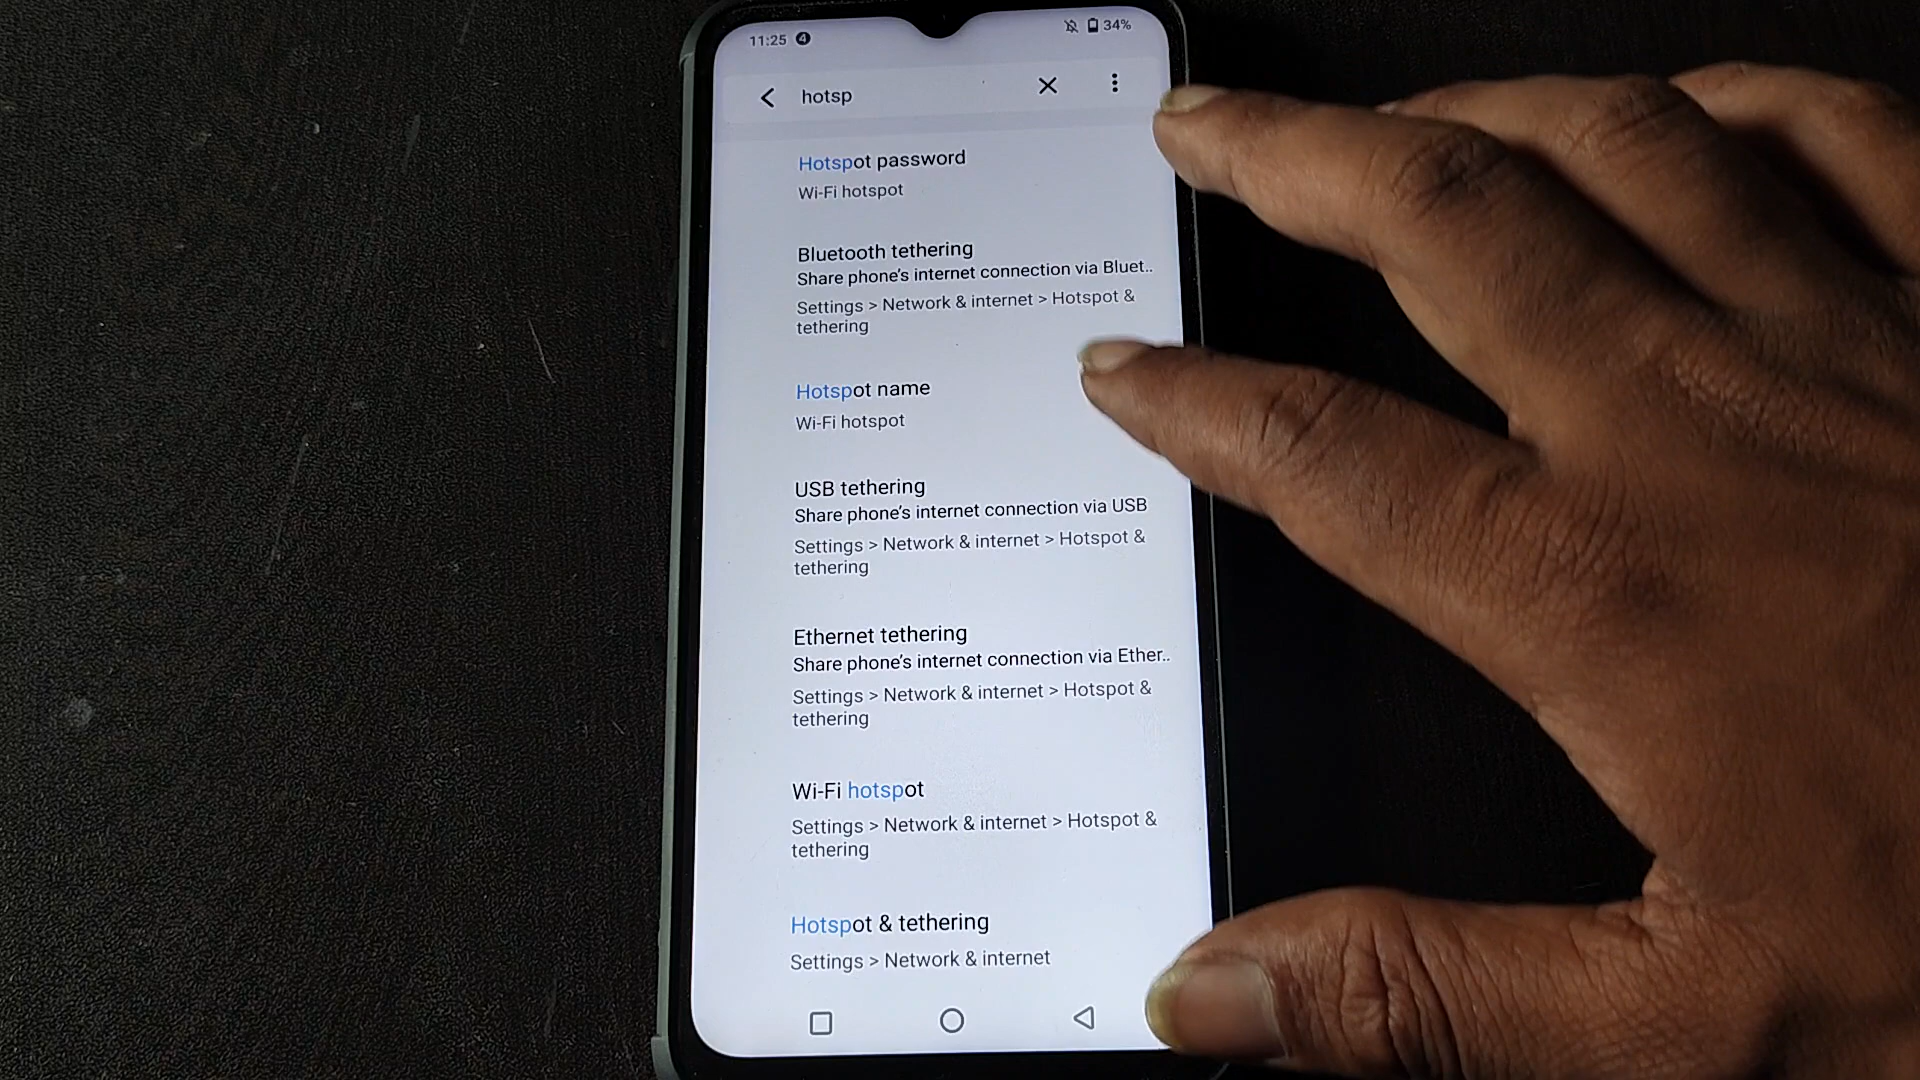 11:25 4 34%
hotsp
Hotspot password
Wi-Fi hotspot
Bluetooth tethering
Share phone's internet connection via Bluet..
Settings > Network & internet > Hotspot &
tethering
Hotspot name
Wi-Fi hotspot
USB tethering
Share phone's internet connection via USB
Settings > Network & internet > Hotspot &
tethering
Ethernet tethering
Share phone's internet connection via Ether..
Settings > Network & internet > Hotspot &
tethering
Wi-Fi hotspot
Settings > Network & internet > Hotspot &
tethering
Hotspot & tethering
Settings > Network & internet